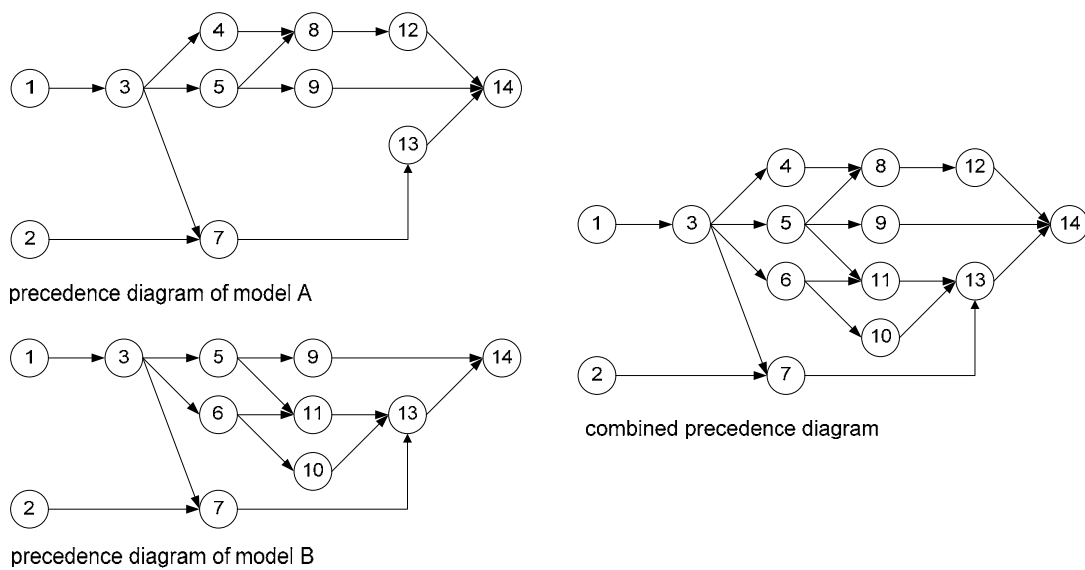 4 8 12
1 3 5 9 14
13
2 7
precedence diagram of model A
1 3 5 9 14
6 11 13
10
2 7
precedence diagram of model B
4 8 12
1 3 5 9 14
6 11 13
10
2 7
combined precedence diagram